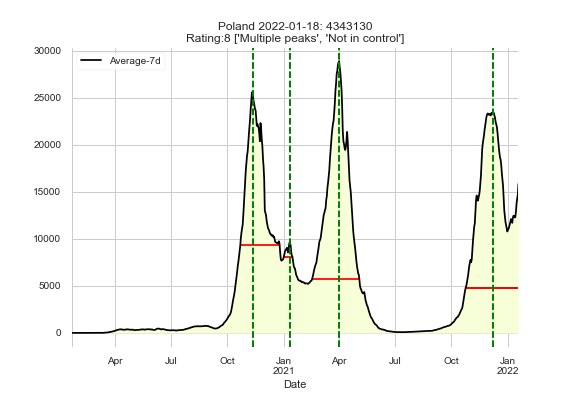 Poland 2022-01-18: 4343130
Rating:8 ['Multiple peaks', 'Not in control']
Average-7d
30000
25000
20000
15000
10000
5000
0
Apr Jul Oct Jan Apr Jul Oct Jan
2021 2022
Date